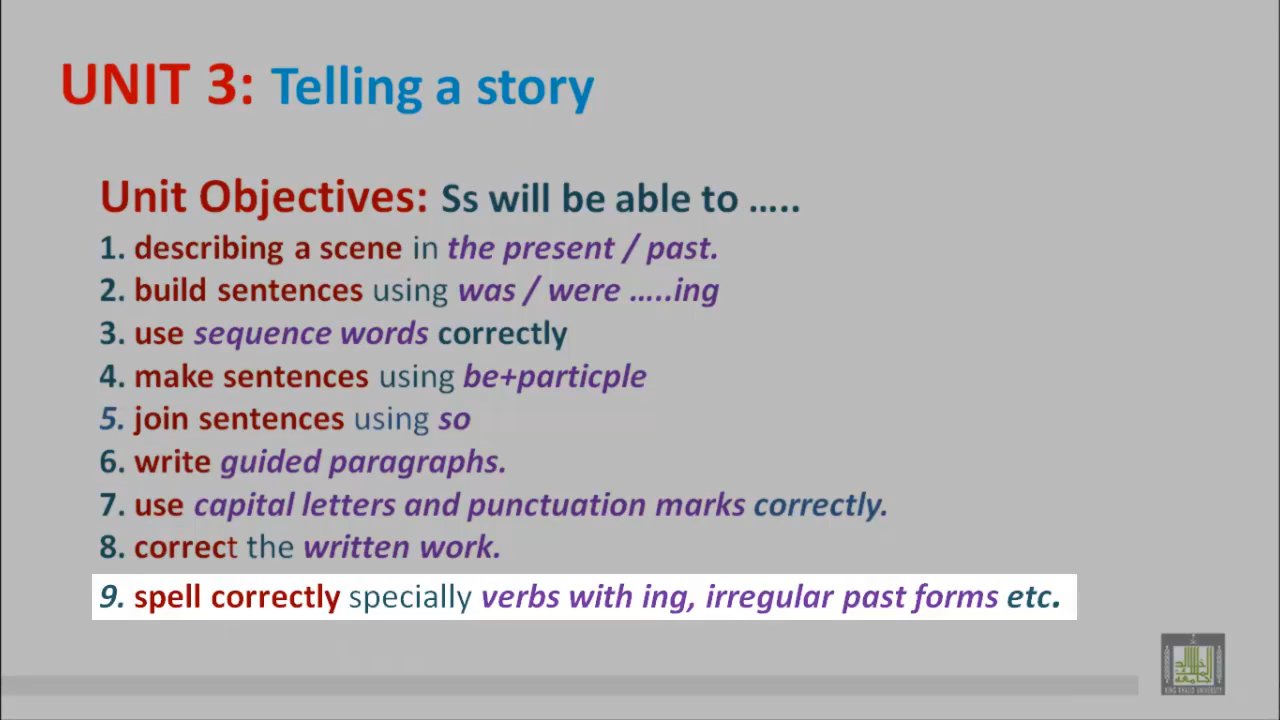 UNIT 3: Telling a story
Unit Objectives: Ss will be able to …..
1. describing a scene in the present / past.
2. build sentences using was / were …..ing
3. use sequence words correctly
4. make sentences using be+particple
5. join sentences using so
6. write guided paragraphs.
7. use capital letters and punctuation marks correctly.
8. correct the written work.
9. spell correctly specially verbs with ing, irregular past forms etc.
KING KHALID UNIVERSITY